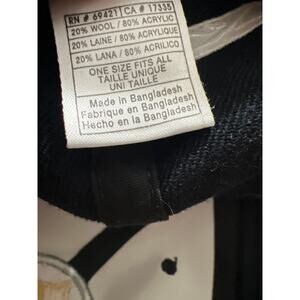 RN # 69421 CA # 17335
20% WOOL / 80% ACRYLIC
20% LAINE / 80% ACRYLIQUE
20% LANA / 80% ACRILICO
ONE SIZE FITS ALL
TAILLE UNIQUE
UNI TAILLE
Made in Bangladesh
Fabrique en Bangladesh
Hecho en la Bangladesh